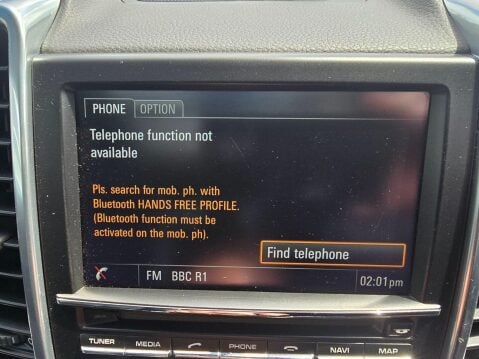 PHONE OPTION
Telephone function not
available
Pls. search for mob. ph. with
Bluetooth HANDS FREE PROFILE.
(Bluetooth function must be
activated on the mob. ph).
Find telephone
FM BBC R1
02:01pm
TUNER MEDIA PHONE NAVI MAP